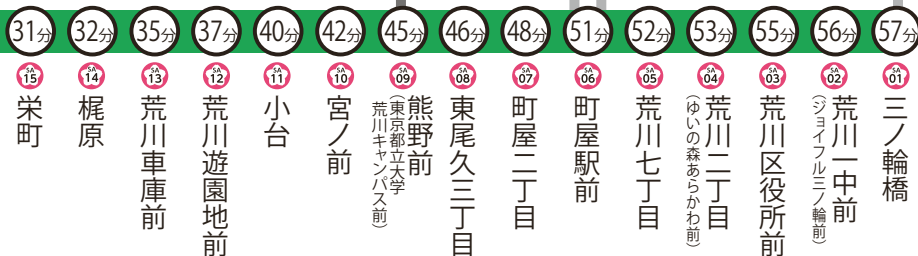 31分
32分
35分
37分
40分
42分
45分
46分
48分
51分
52分
53分
55分
56分
57分
SA
15
SA
14
SA
13
SA
12
SA
11
SA
10
SA
09
SA
08
SA
07
SA
06
SA
05
SA
04
SA
03
SA
02
SA
01
栄町
梶原
荒川車庫前
荒川遊園地前
小台
宮ノ前
熊野前
(東京都立大学
荒川キャンパス前)
東尾久三丁目
町屋二丁目
町屋駅前
荒川七丁目
荒川二丁目
(ゆいの森あらかわ前)
荒川区役所前
荒川一中前
(ジョイフル三ノ輪前)
三ノ輪橋